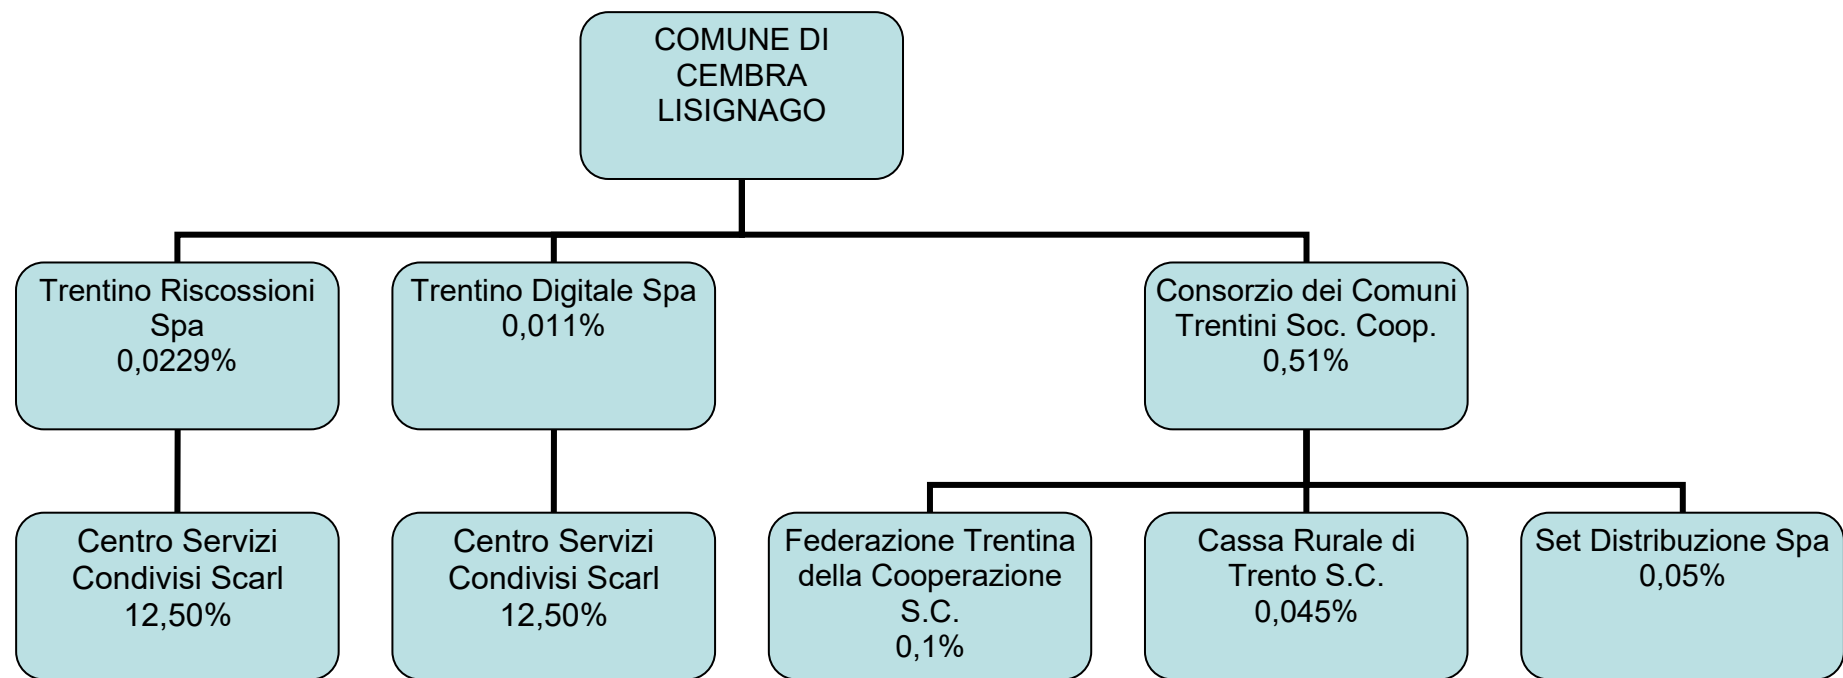 COMUNE DI
CEMBRA
LISIGNAGO
Trentino Riscossioni
Spa
0,0229%
Trentino Digitale Spa
0,011%
Consorzio dei Comuni
Trentini Soc. Coop.
0,51%
Centro Servizi
Condivisi Scarl
12,50%
Centro Servizi
Condivisi Scarl
12,50%
Federazione Trentina
della Cooperazione
S.C.
0,1%
Cassa Rurale di
Trento S.C.
0,045%
Set Distribuzione Spa
0,05%